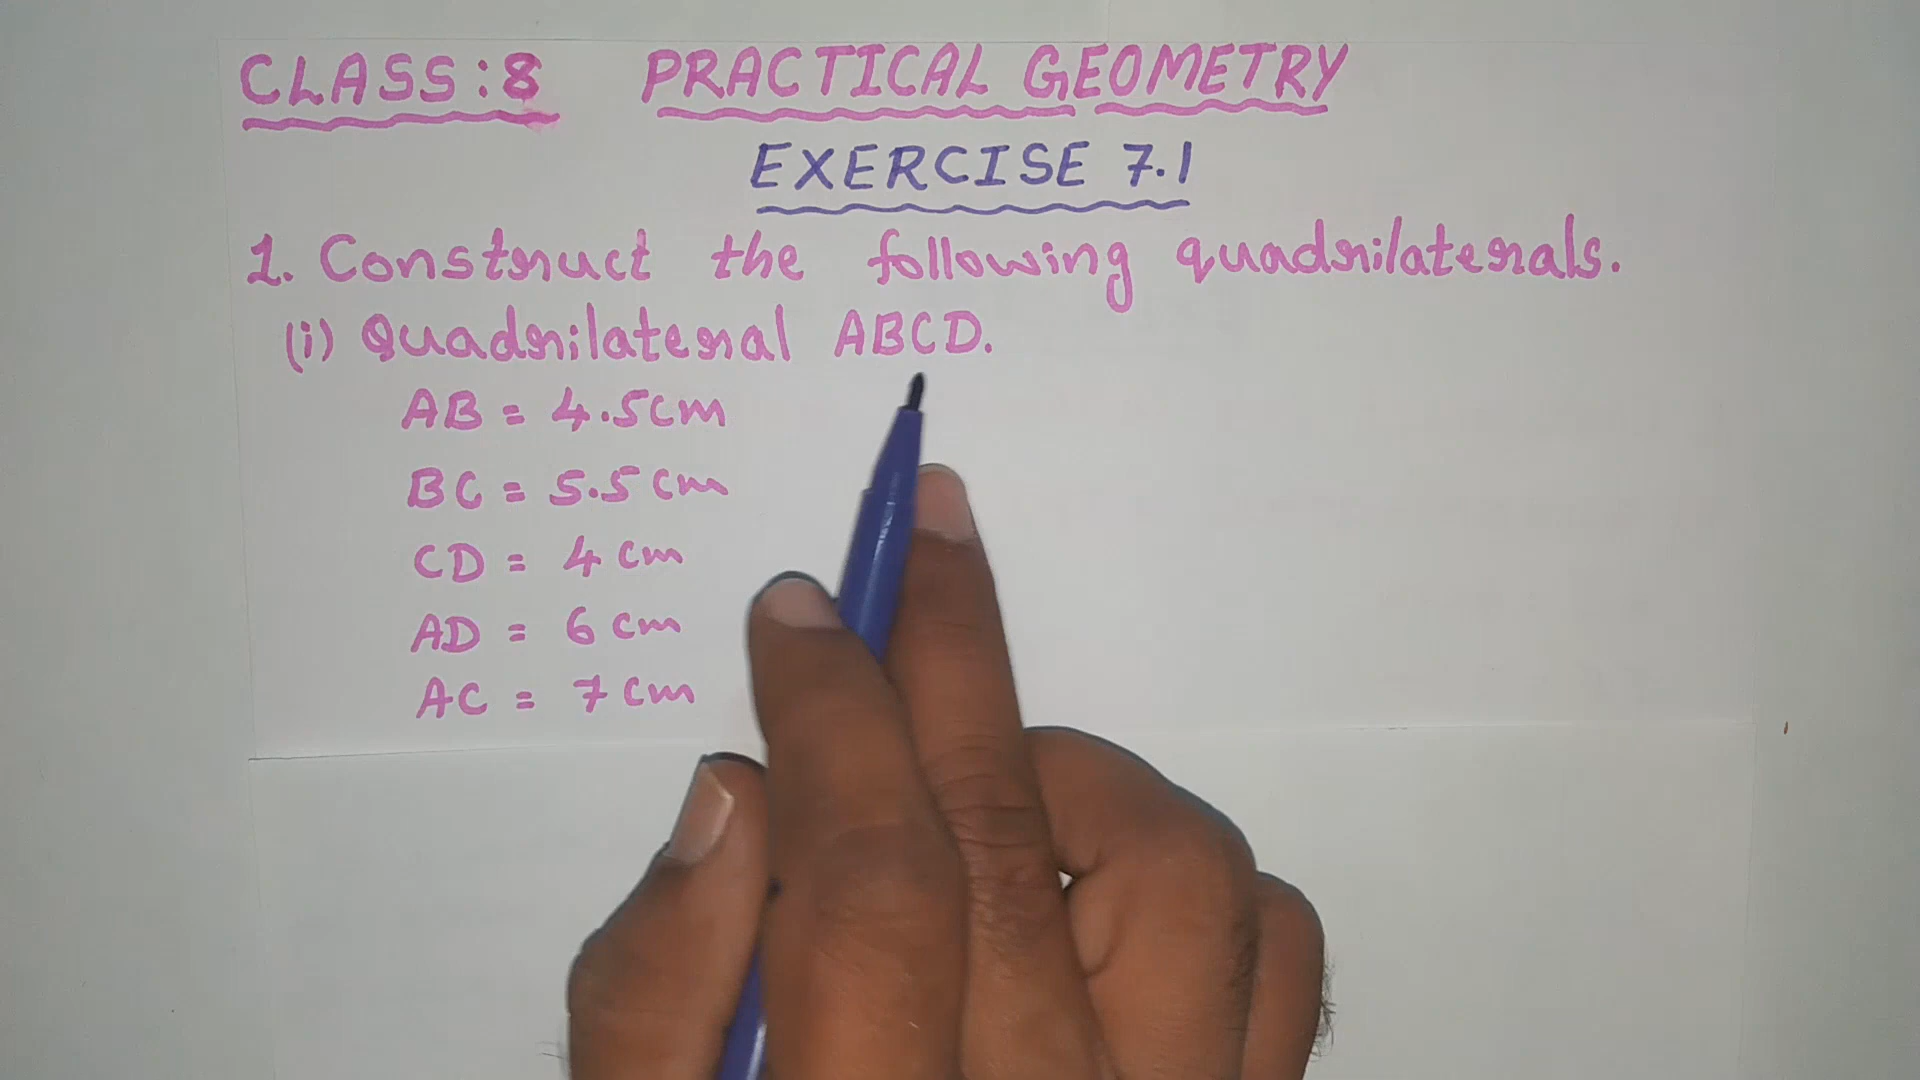 CLASS:8 PRACTICAL GEOMETRY
EXERCISE 7.1
1. Construct the following quadrilaterals.
(i) Quadrilateral ABCD.
AB = 4.5cm
BC = 5.5 cm
CD = 4 cm
AD = 6 cm
AC = 7 cm